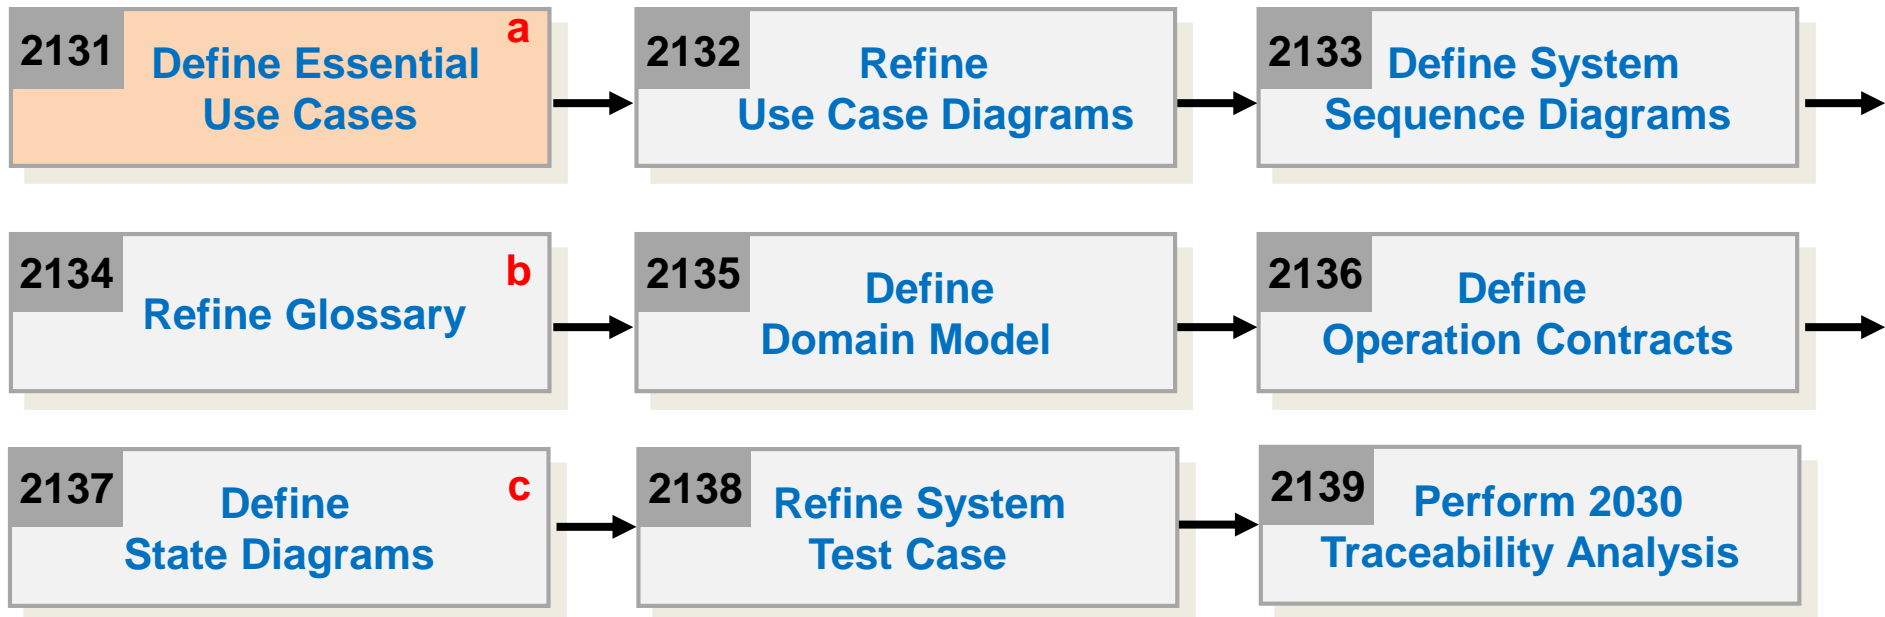 2131
a
Define Essential
Use Cases
2132
Refine
Use Case Diagrams
2133
Define System
Sequence Diagrams
2134
b
Refine Glossary
2135
Define
Domain Model
2136
Define
Operation Contracts
2137
c
Define
State Diagrams
2138
Refine System
Test Case
2139
Perform 2030
Traceability Analysis